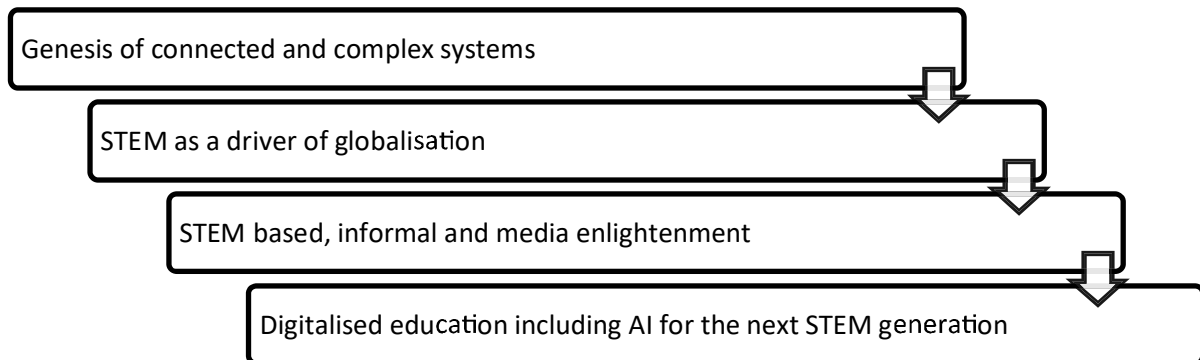 Genesis of connected and complex systems
STEM as a driver of globalisation
STEM based, informal and media enlightenment
Digitalised education including AI for the next STEM generation